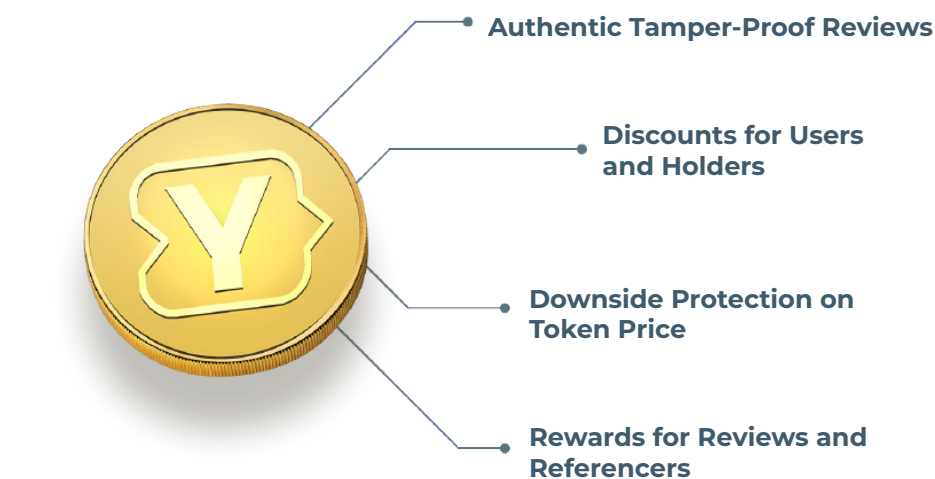 Authentic Tamper-Proof Reviews
Discounts for Users
and Holders
Y
Downside Protection on
Token Price
Rewards for Reviews and
Referencers